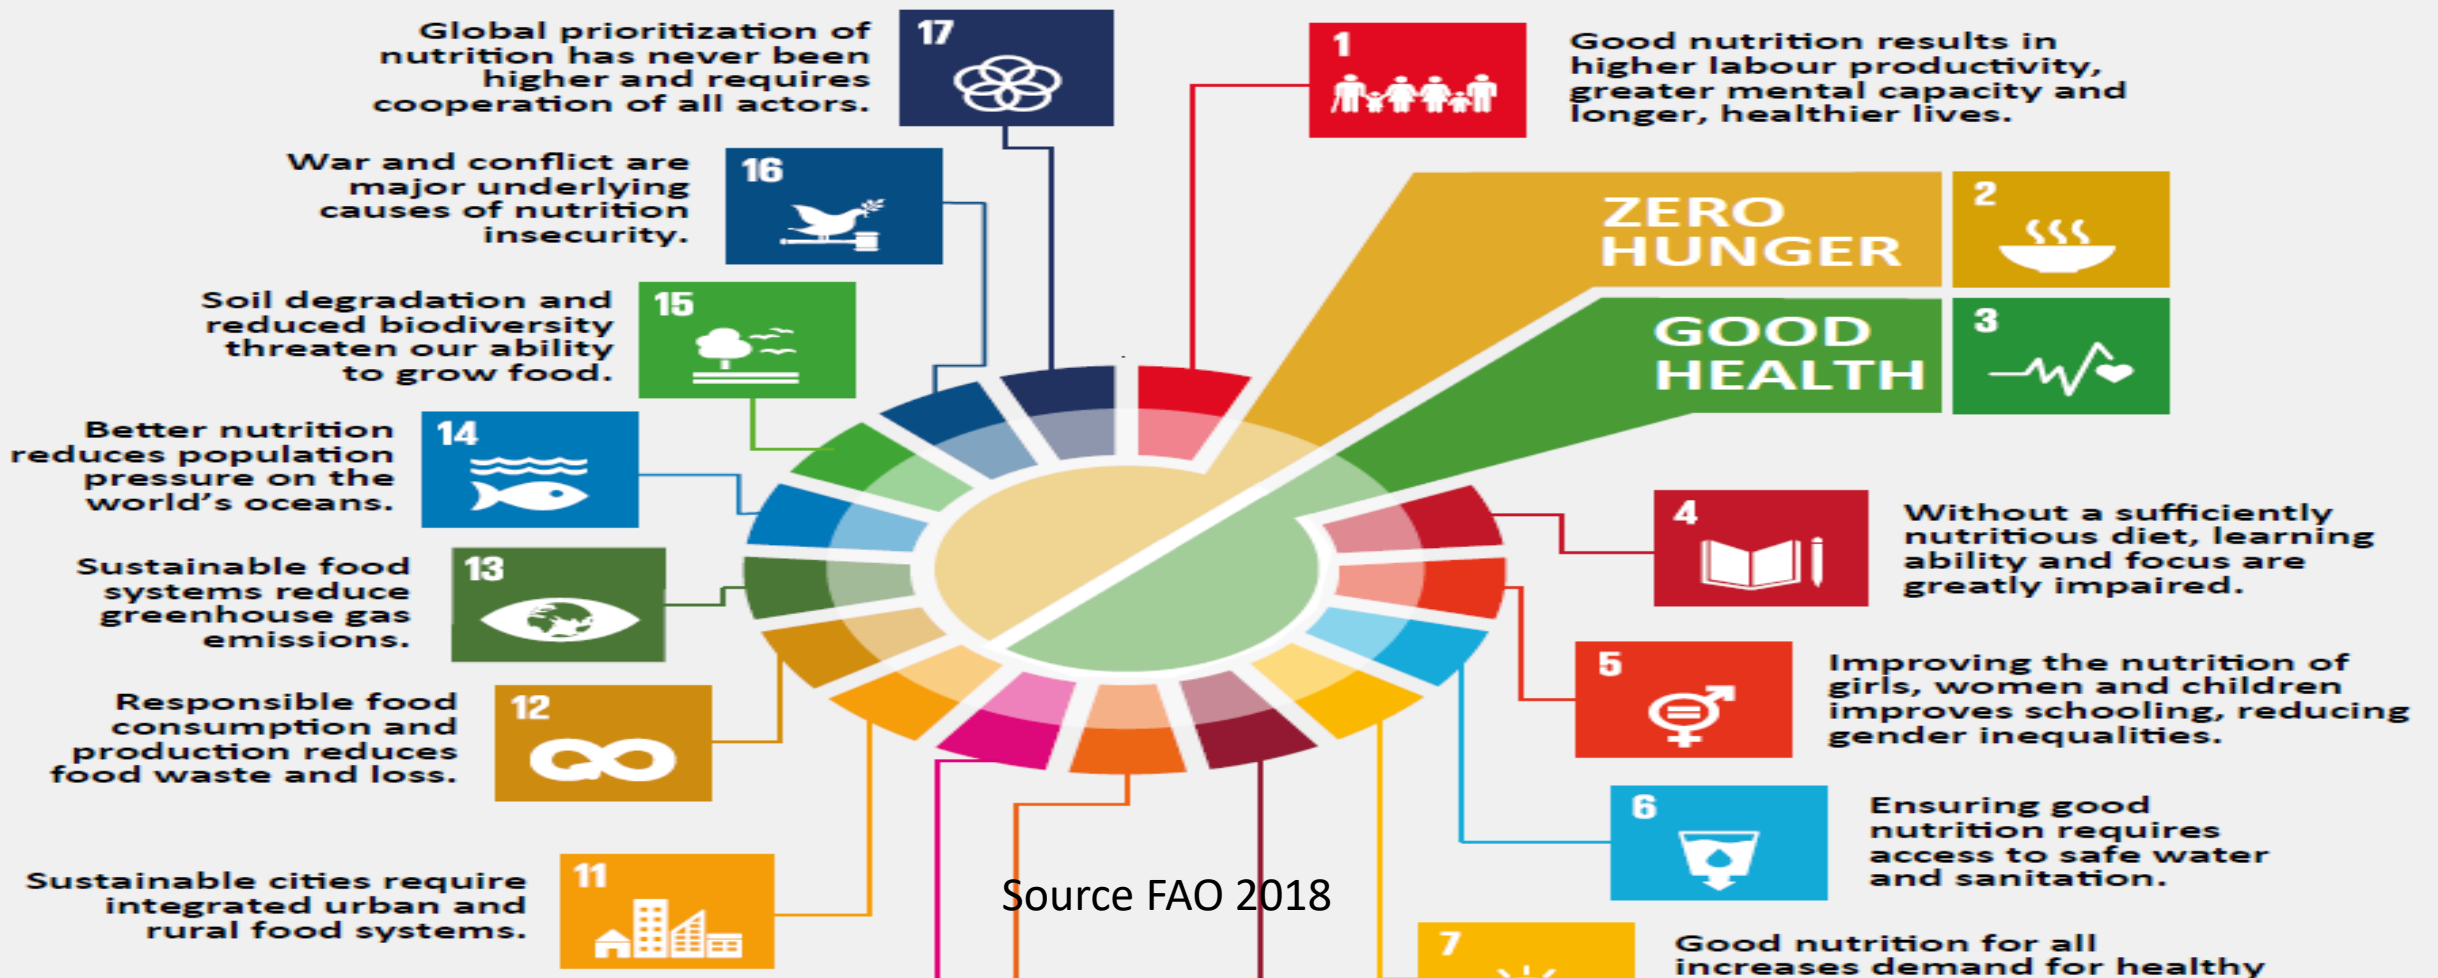 17
Global prioritization of
nutrition has never been
higher and requires
cooperation of all actors.
1
Good nutrition results in
higher labour productivity,
greater mental capacity and
longer, healthier lives.
16
War and conflict are
major underlying
causes of nutrition
insecurity.
ZERO
HUNGER
2
15
Soil degradation and
reduced biodiversity
threaten our ability
to grow food.
GOOD
HEALTH
3
14
Better nutrition
reduces population
pressure on the
world's oceans.
4
Without a sufficiently
nutritious diet, learning
ability and focus are
greatly impaired.
13
Sustainable food
systems reduce
greenhouse gas
emissions.
5
Improving the nutrition of
girls, women and children
improves schooling, reducing
gender inequalities.
12
Responsible food
consumption and
production reduces
food waste and loss.
6
Ensuring good
nutrition requires
access to safe water
and sanitation.
11
Sustainable cities require
integrated urban and
rural food systems.
Source FAO 2018
7
Good nutrition for all
increases demand for healthy